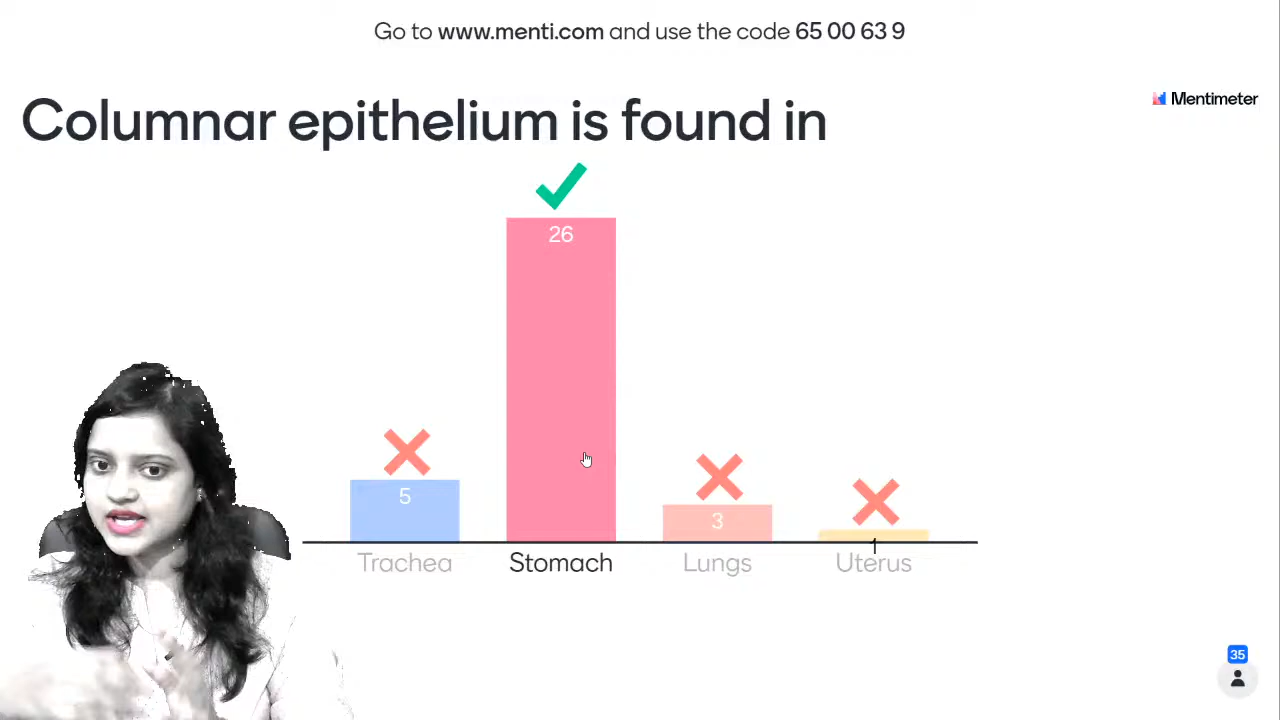 Go to www.menti.com and use the code 65 00 63 9
Mentimeter
Columnar epithelium is found in
26
5
3
1
Trachea Stomach Lungs Uterus
35